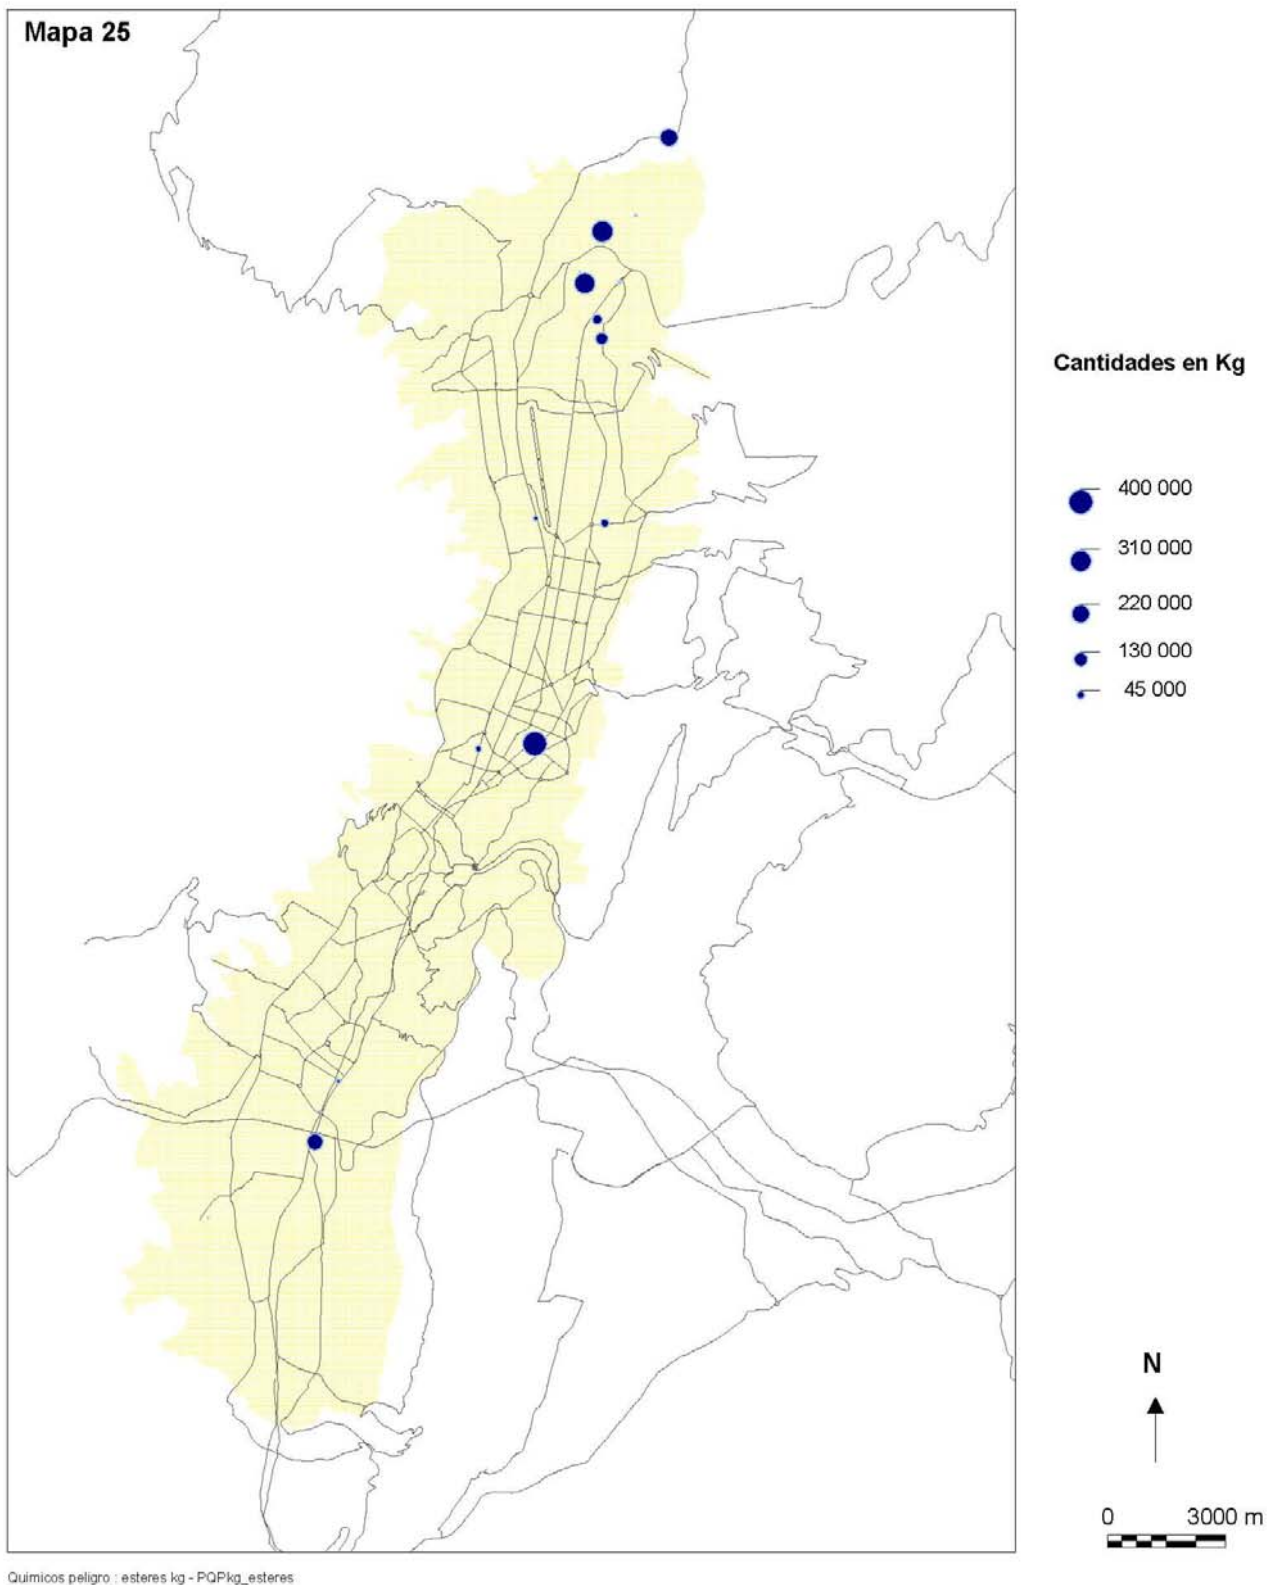 Mapa 25
Cantidades en Kg
400 000
310 000
220 000
130 000
45 000
N
0 3000 m
Quimicos peligro : esteres kg - PQPkg_esteres